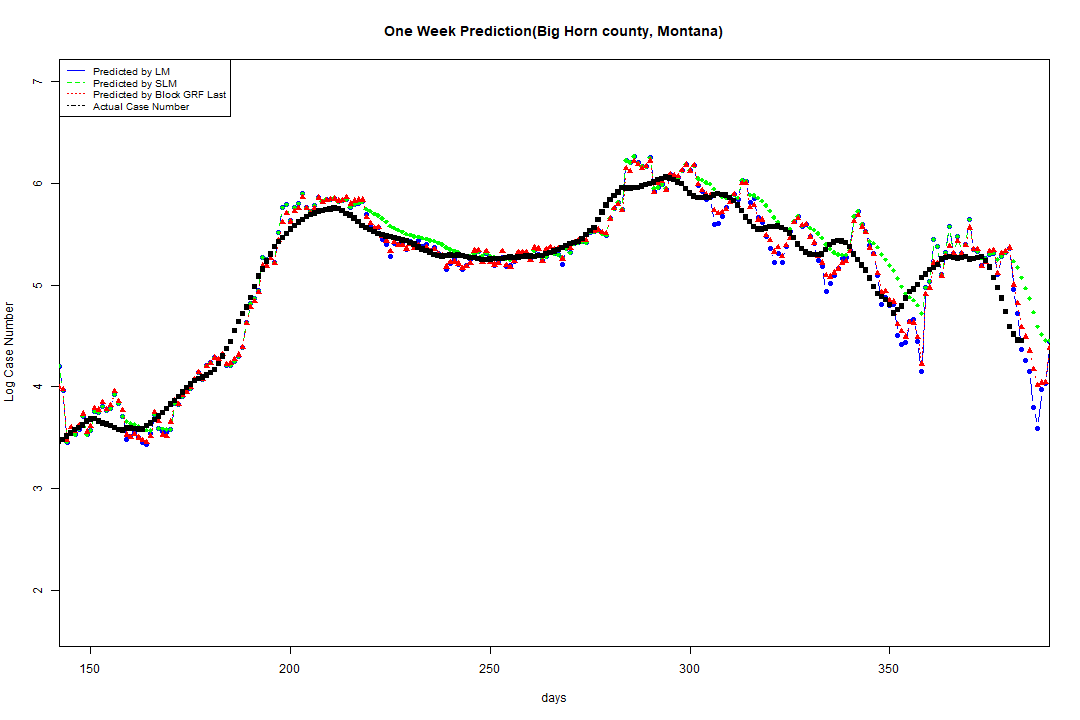 One Week Prediction(Big Horn county, Montana)
Predicted by LM
Predicted by SLM
Predicted by Block GRF Last
Actual Case Number
7
6
5
4
3
2
Log Case Number
150 200 250 300 350
days